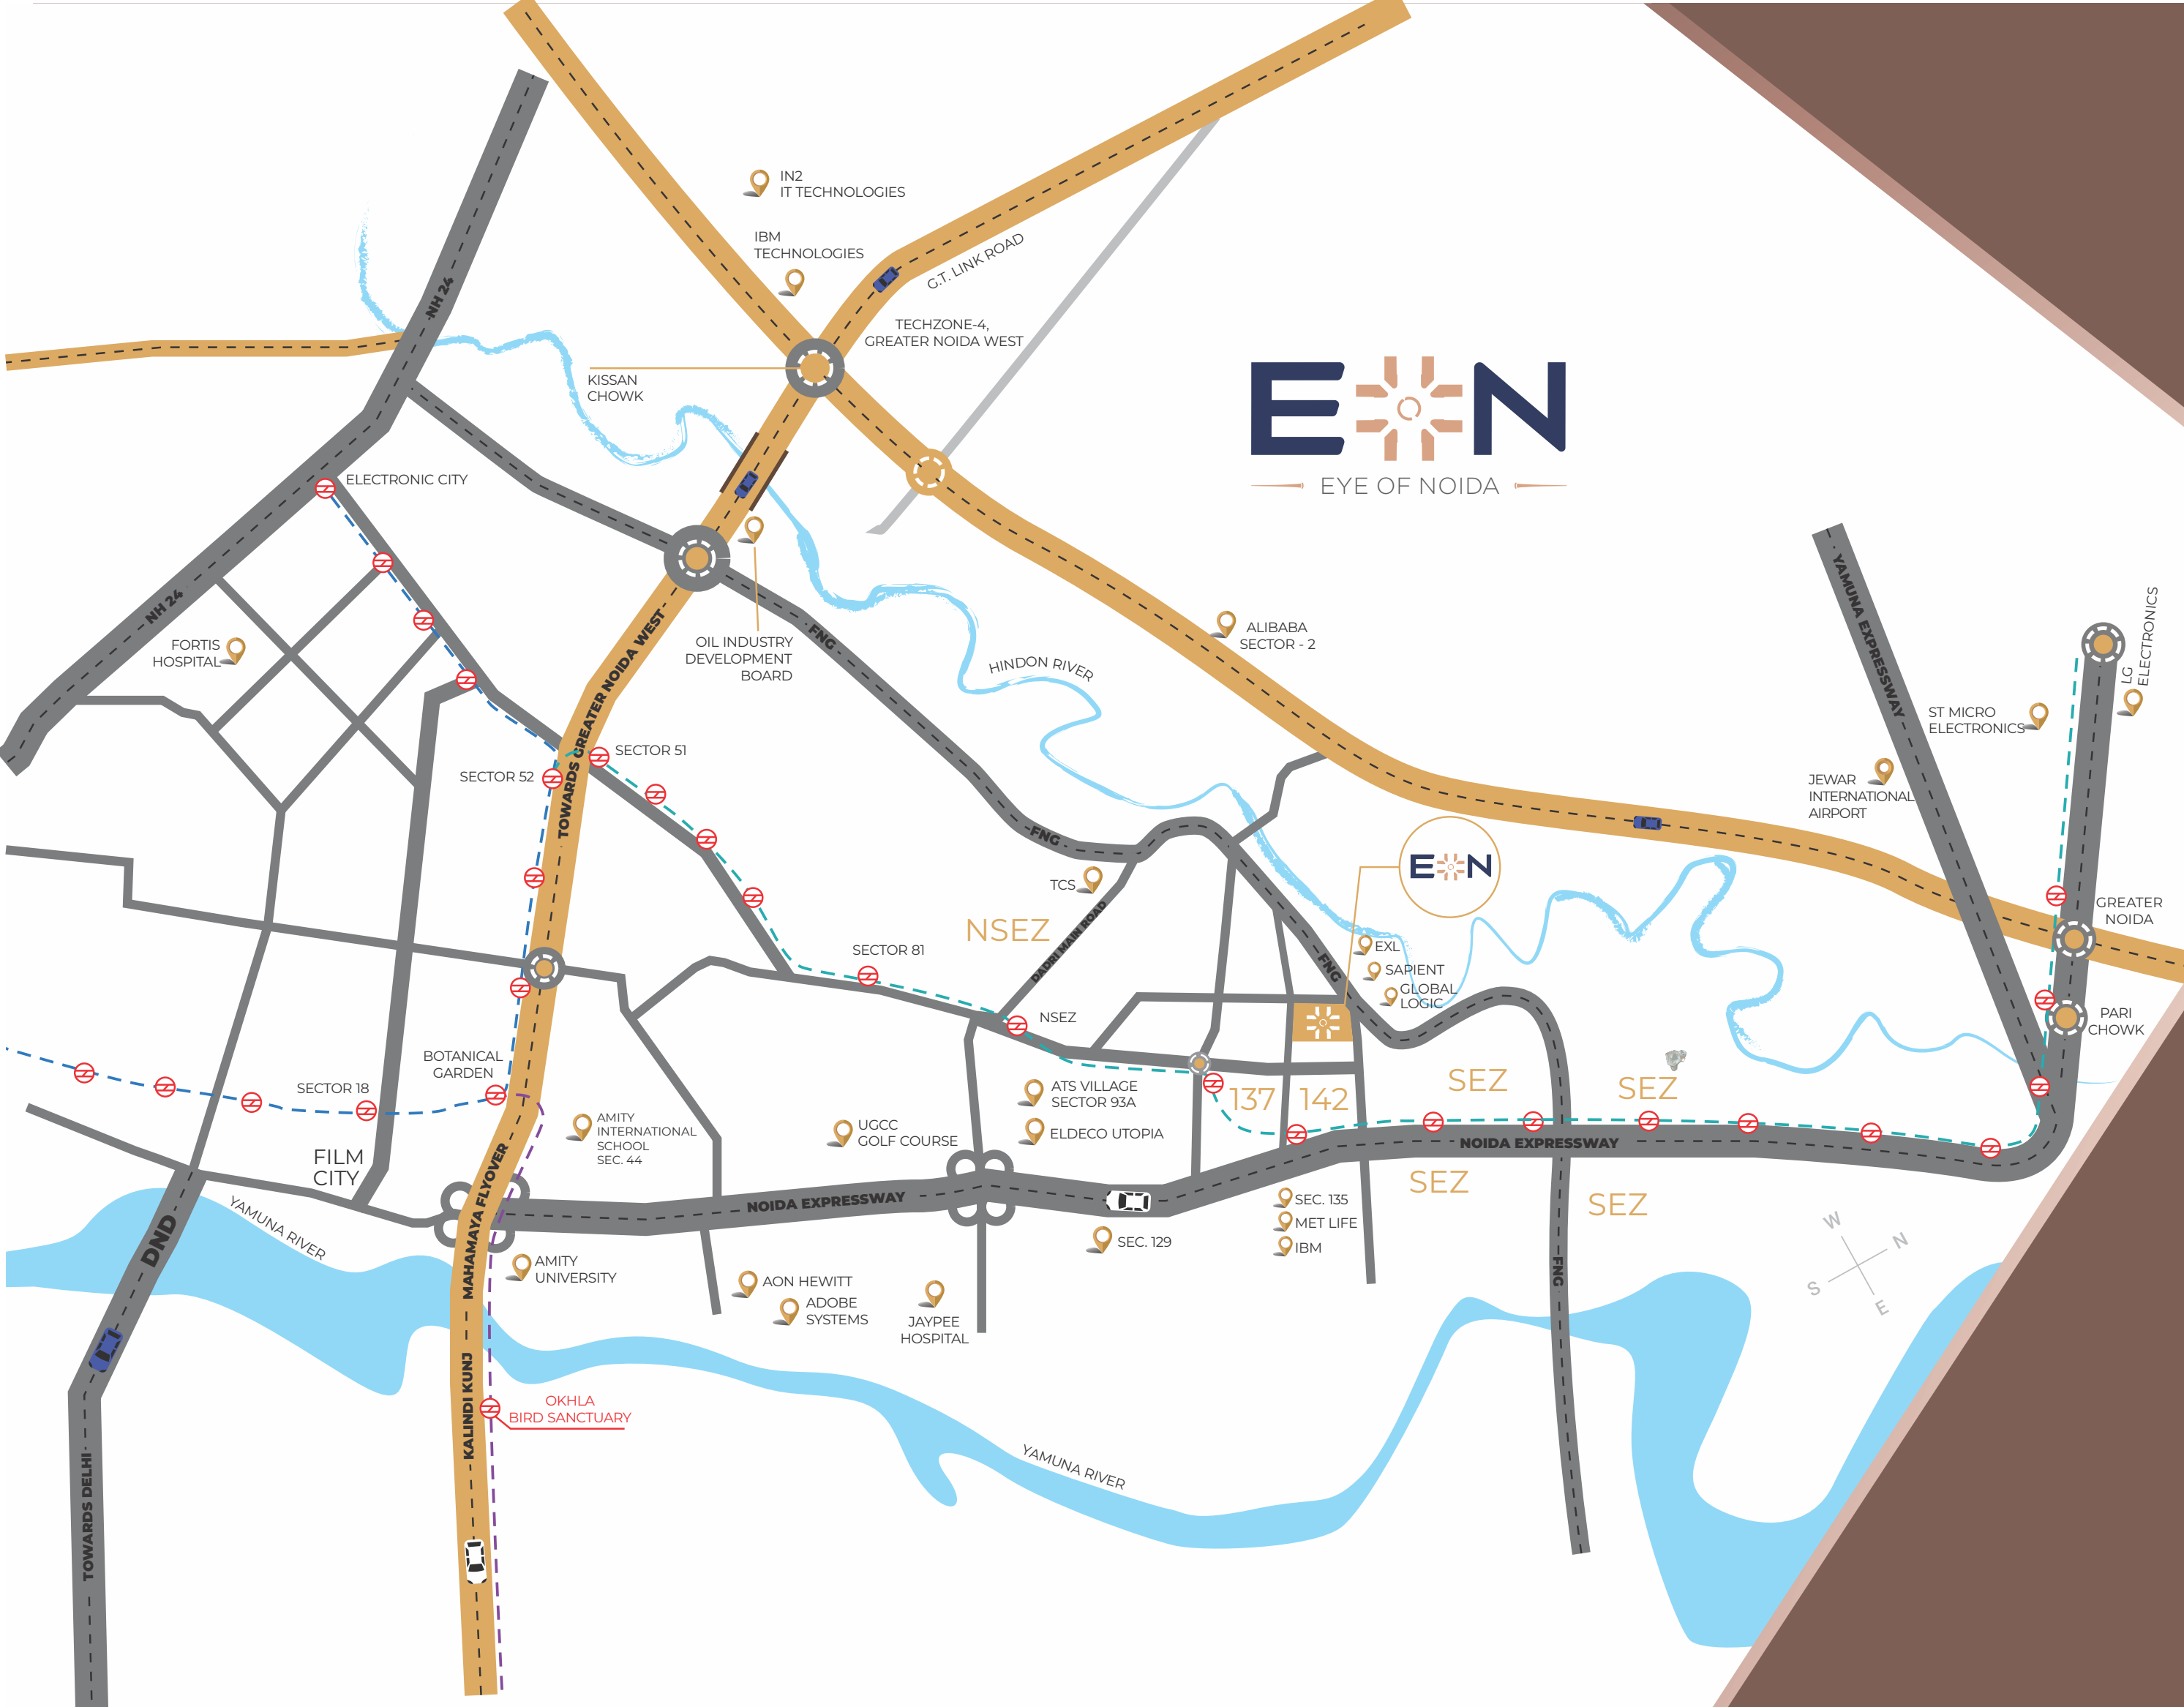 IN2
IT TECHNOLOGIES
IBM
TECHNOLOGIES
G.T. LINK ROAD
NH 24
TECHZONE-4,
GREATER NOIDA WEST
KISSAN
CHOWK
E N
EYE OF NOIDA
ELECTRONIC CITY
NH 24
FORTIS
HOSPITAL
OIL INDUSTRY
DEVELOPMENT
BOARD
FNG
HINDON RIVER
ALIBABA
SECTOR - 2
YAMUNA EXPRESSWAY
LG
ELECTRONICS
ST MICRO
ELECTRONICS
JEWAR
INTERNATIONAL
AIRPORT
TOWARDS GREATER NOIDA WEST
SECTOR 51
SECTOR 52
FNG
E N
TCS
NSEZ
DADRI MAIN ROAD
GREATER
NOIDA
EXL
SAPIENT
GLOBAL
LOGIC
FNG
SECTOR 81
NSEZ
PARI
CHOWK
BOTANICAL
GARDEN
SECTOR 18
ATS VILLAGE
SECTOR 93A
137
142
SEZ
SEZ
AMITY
INTERNATIONAL
SCHOOL
SEC. 44
UGCC
GOLF COURSE
ELDECO UTOPIA
NOIDA EXPRESSWAY
FILM
CITY
MAHAMAYA FLYOVER
NOIDA EXPRESSWAY
SEZ
SEZ
SEC. 135
MET LIFE
IBM
SEC. 129
YAMUNA RIVER
DND
AMITY
UNIVERSITY
AON HEWITT
ADOBE
SYSTEMS
JAYPEE
HOSPITAL
FNG
W
N
S
E
KALINDI KUNJ
OKHLA
BIRD SANCTUARY
YAMUNA RIVER
TOWARDS DELHI